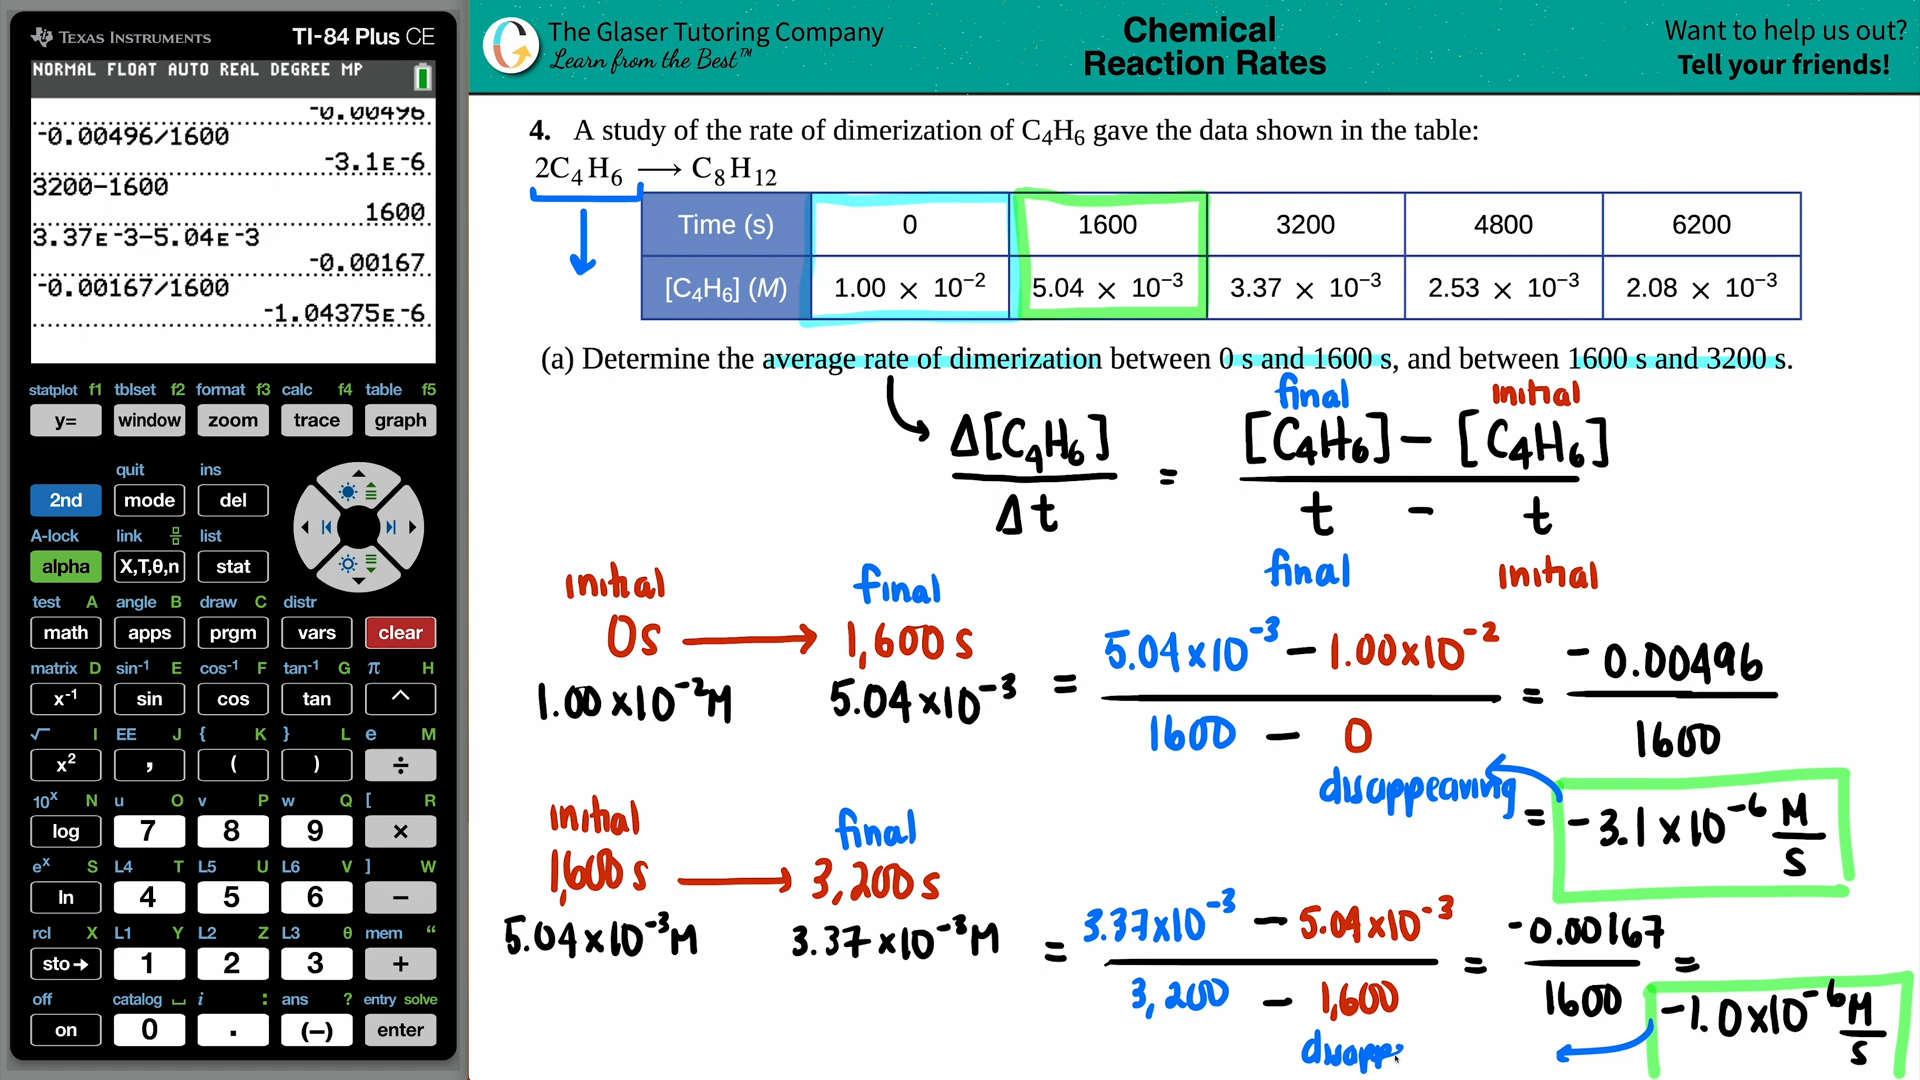 TEXAS INSTRUMENTS TI-84 Plus CE
NORMAL FLOAT AUTO REAL DEGREE MP
-0.00496
-0.00496/1600
-3.1E-6
3200-1600
1600
3.37E-3-5.04E-3
-0.00167
-0.00167/1600
-1.04375E-6
statplot f1 tblset f2 format f3 calc f4 table f5
y= window zoom trace graph
quit ins
2nd mode del
A-lock link list
alpha X,T,θ,n stat
test A angle B draw C distr
math apps prgm vars clear
matrix D sin⁻¹ E cos⁻¹ F tan⁻¹ G π H
x⁻¹ sin cos tan ^
√ I EE J { K } L e M
x² , ( ) ÷
10ˣ N u O v P w Q [ R
log 7 8 9 ×
eˣ S L4 T L5 U L6 V ] W
ln 4 5 6 −
rcl X L1 Y L2 Z L3 θ mem “
sto→ 1 2 3 +
off catalog ⎵ i : ans ? entry solve
on 0 . (−) enter
The Glaser Tutoring Company
Learn from the Best™
Chemical
Reaction Rates
Want to help us out?
Tell your friends!
4. A study of the rate of dimerization of C₄H₆ gave the data shown in the table:
2C₄H₆ ⟶ C₈H₁₂
Time (s) 0 1600 3200 4800 6200
[C₄H₆] (M) 1.00 × 10⁻² 5.04 × 10⁻³ 3.37 × 10⁻³ 2.53 × 10⁻³ 2.08 × 10⁻³
(a) Determine the average rate of dimerization between 0 s and 1600 s, and between 1600 s and 3200 s.
final initial
Δ[C₄H₆] [C₄H₆] − [C₄H₆]
=
Δt t − t
final initial
initial final
0s → 1,600 s
1.00×10⁻²M 5.04×10⁻³
= 5.04×10⁻³ − 1.00×10⁻² = -0.00496
1600 − 0 1600
disappearing
= -3.1×10⁻⁶ M
s
initial final
1,600 s → 3,200 s
5.04×10⁻³M 3.37×10⁻³M
= 3.37×10⁻³ − 5.04×10⁻³ = -0.00167 =
3,200 − 1,600 1600
-1.0×10⁻⁶ M
s
disapp